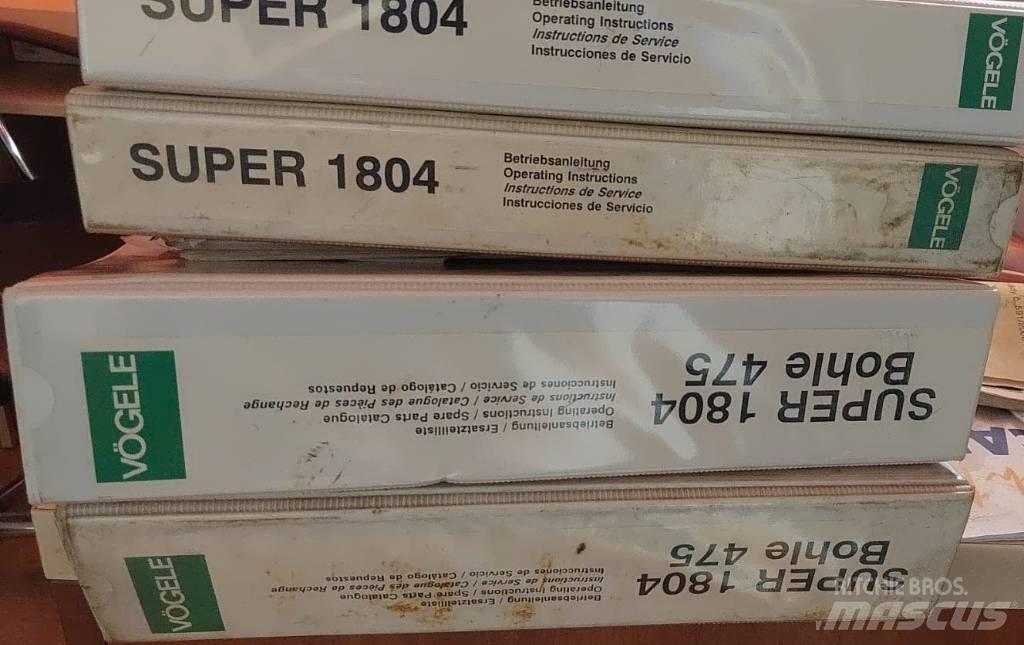 SUPER 1804
Betriebsanleitung
Operating Instructions
Instructions de Service
Instrucciones de Servicio
VÖGELE
SUPER 1804
Betriebsanleitung
Operating Instructions
Instructions de Service
Instrucciones de Servicio
VÖGELE
SUPER 1804
Bohle 475
Betriebsanleitung / Ersatzteilliste
Operating Instructions / Spare Parts Catalogue
Instructions de Service / Catalogue des Pièces de Rechange
Instrucciones de Servicio / Catálogo de Repuestos
VÖGELE
SUPER 1804
Bohle 475
Betriebsanleitung / Ersatzteilliste
Operating Instructions / Spare Parts Catalogue
Instructions de Service / Catalogue des Pièces de Rechange
Instrucciones de Servicio / Catálogo de Repuestos
VÖGELE
RITCHIE BROS.
MASCUS